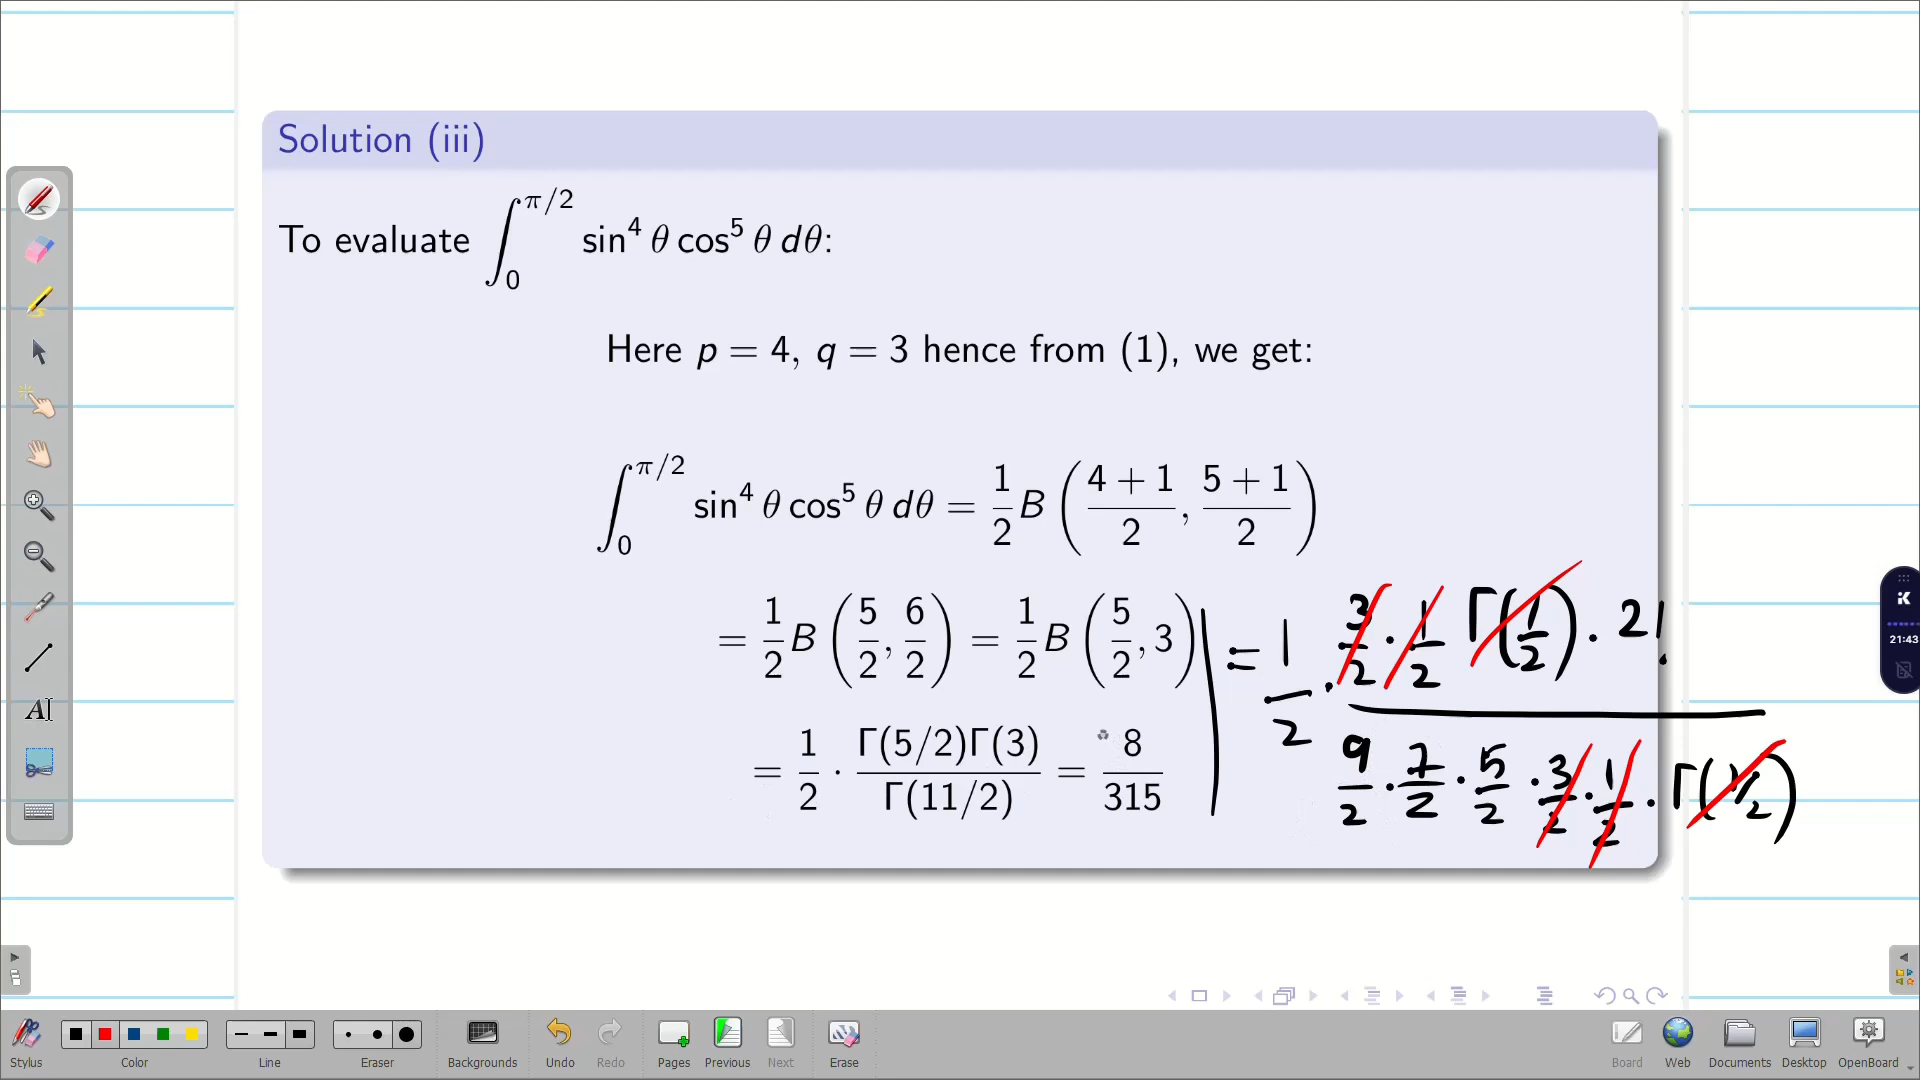 Solution (iii)
To evaluate ∫₀^{π/2} sin⁴ θ cos⁵ θ dθ:
Here p = 4, q = 3 hence from (1), we get:
∫₀^{π/2} sin⁴ θ cos⁵ θ dθ = 1/2 B((4 + 1)/2, (5 + 1)/2)
= 1/2 B(5/2, 6/2) = 1/2 B(5/2, 3)
= 1/2 · Γ(5/2)Γ(3)/Γ(11/2) = 8/315
= 1/2 · (3/2 · 1/2 Γ(1/2) · 2!)/(9/2 · 7/2 · 5/2 · 3/2 · 1/2 · Γ(1/2))
21:43
Stylus Color Line Eraser Backgrounds Undo Redo Pages Previous Next Erase Board Web Documents Desktop OpenBoard